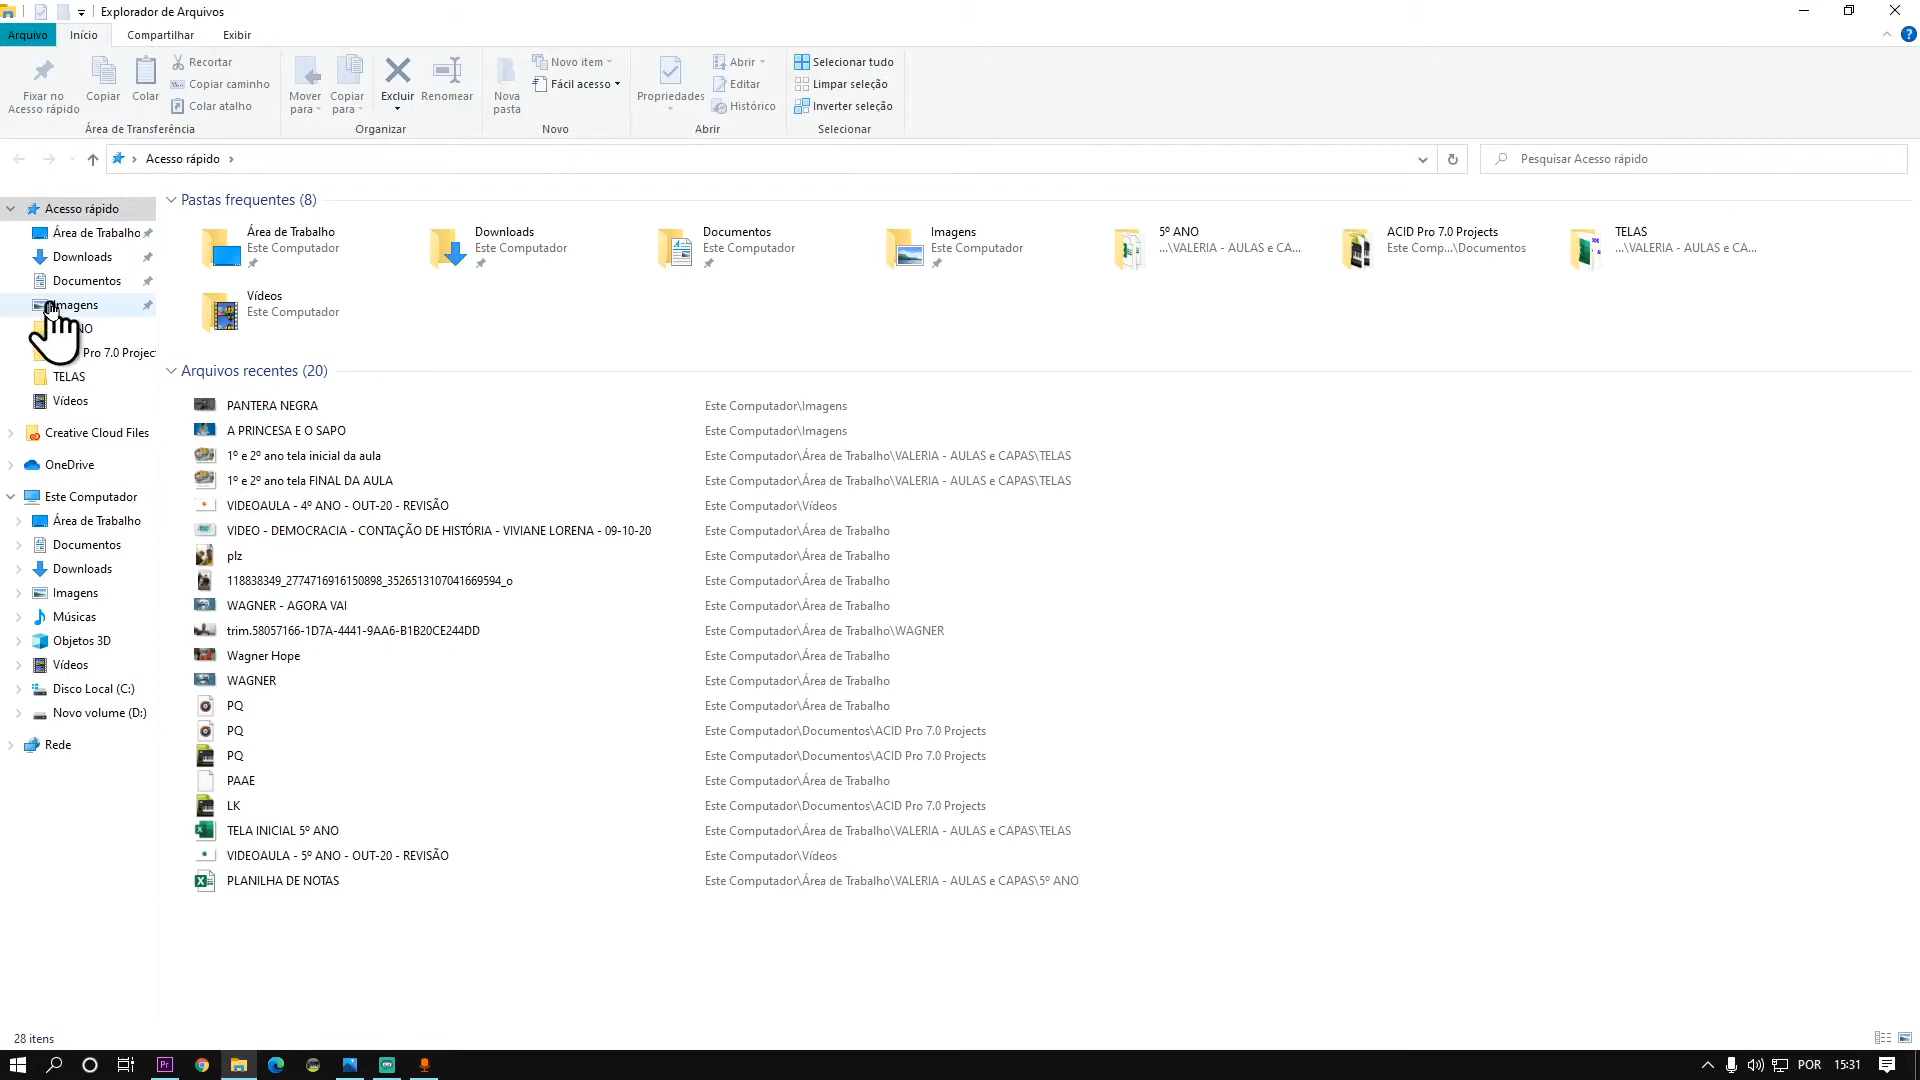 Explorador de Arquivos
Arquivo Início Compartilhar Exibir
Fixar no Acesso rápido
Copiar
Colar
Recortar
Copiar caminho
Colar atalho
Área de Transferência
Mover para
Copiar para
Excluir
Renomear
Organizar
Nova pasta
Novo item
Fácil acesso
Novo
Propriedades
Abrir
Editar
Histórico
Abrir
Selecionar tudo
Limpar seleção
Inverter seleção
Selecionar
Acesso rápido
Pesquisar Acesso rápido
Acesso rápido
Área de Trabalho
Downloads
Documentos
Imagens
Pro 7.0 Projec
TELAS
Vídeos
Creative Cloud Files
OneDrive
Este Computador
Área de Trabalho
Documentos
Downloads
Imagens
Músicas
Objetos 3D
Vídeos
Disco Local (C:)
Novo volume (D:)
Rede
Pastas frequentes (8)
Área de Trabalho
Este Computador
Downloads
Este Computador
Documentos
Este Computador
Imagens
Este Computador
5º ANO
...\VALERIA - AULAS e CA...
ACID Pro 7.0 Projects
Este Comp...\Documentos
TELAS
...\VALERIA - AULAS e CA...
Vídeos
Este Computador
Arquivos recentes (20)
PANTERA NEGRA Este Computador\Imagens
A PRINCESA E O SAPO Este Computador\Imagens
1º e 2º ano tela inicial da aula Este Computador\Área de Trabalho\VALERIA - AULAS e CAPAS\TELAS
1º e 2º ano tela FINAL DA AULA Este Computador\Área de Trabalho\VALERIA - AULAS e CAPAS\TELAS
VIDEOAULA - 4º ANO - OUT-20 - REVISÃO Este Computador\Vídeos
VIDEO - DEMOCRACIA - CONTAÇÃO DE HISTÓRIA - VIVIANE LORENA - 09-10-20 Este Computador\Área de Trabalho
plz Este Computador\Área de Trabalho
118838349_2774716916150898_3526513107041669594_o Este Computador\Área de Trabalho
WAGNER - AGORA VAI Este Computador\Área de Trabalho
trim.58057166-1D7A-4441-9AA6-B1B20CE244DD Este Computador\Área de Trabalho\WAGNER
Wagner Hope Este Computador\Área de Trabalho
WAGNER Este Computador\Área de Trabalho
PQ Este Computador\Área de Trabalho
PQ Este Computador\Documentos\ACID Pro 7.0 Projects
PQ Este Computador\Documentos\ACID Pro 7.0 Projects
PAAE Este Computador\Área de Trabalho
LK Este Computador\Documentos\ACID Pro 7.0 Projects
TELA INICIAL 5º ANO Este Computador\Área de Trabalho\VALERIA - AULAS e CAPAS\TELAS
VIDEOAULA - 5º ANO - OUT-20 - REVISÃO Este Computador\Vídeos
PLANILHA DE NOTAS Este Computador\Área de Trabalho\VALERIA - AULAS e CAPAS\5º ANO
28 itens
Pr
POR 15:31